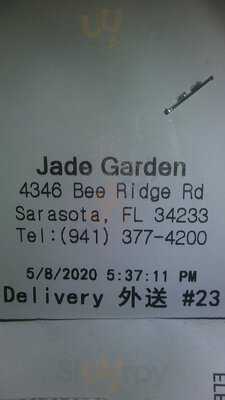 Jade Garden
4346 Bee Ridge Rd
Sarasota, FL 34233
Tel:(941) 377-4200
5/8/2020 5:37:11 PM
Delivery 外送 #23
ELE